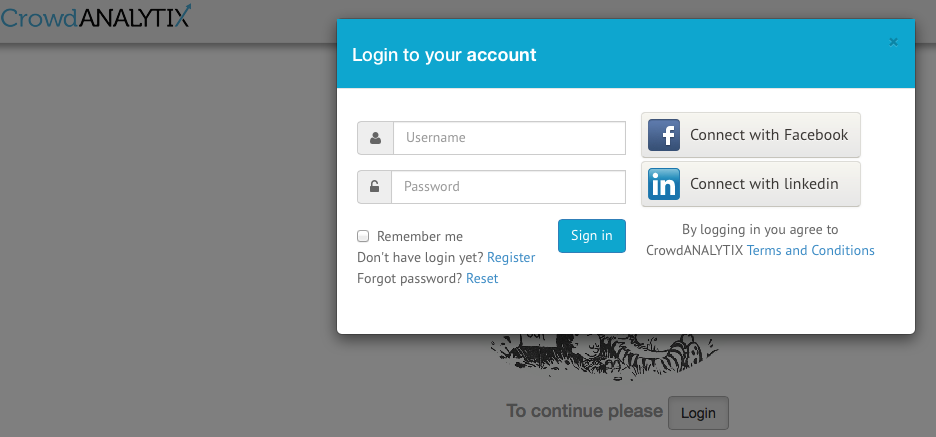 CrowdANALYTIX
Login to your account
×
Username
Password
Remember me
Sign in
Don't have login yet? Register
Forgot password? Reset
Connect with Facebook
in Connect with linkedin
By logging in you agree to
CrowdANALYTIX Terms and Conditions
To continue please Login